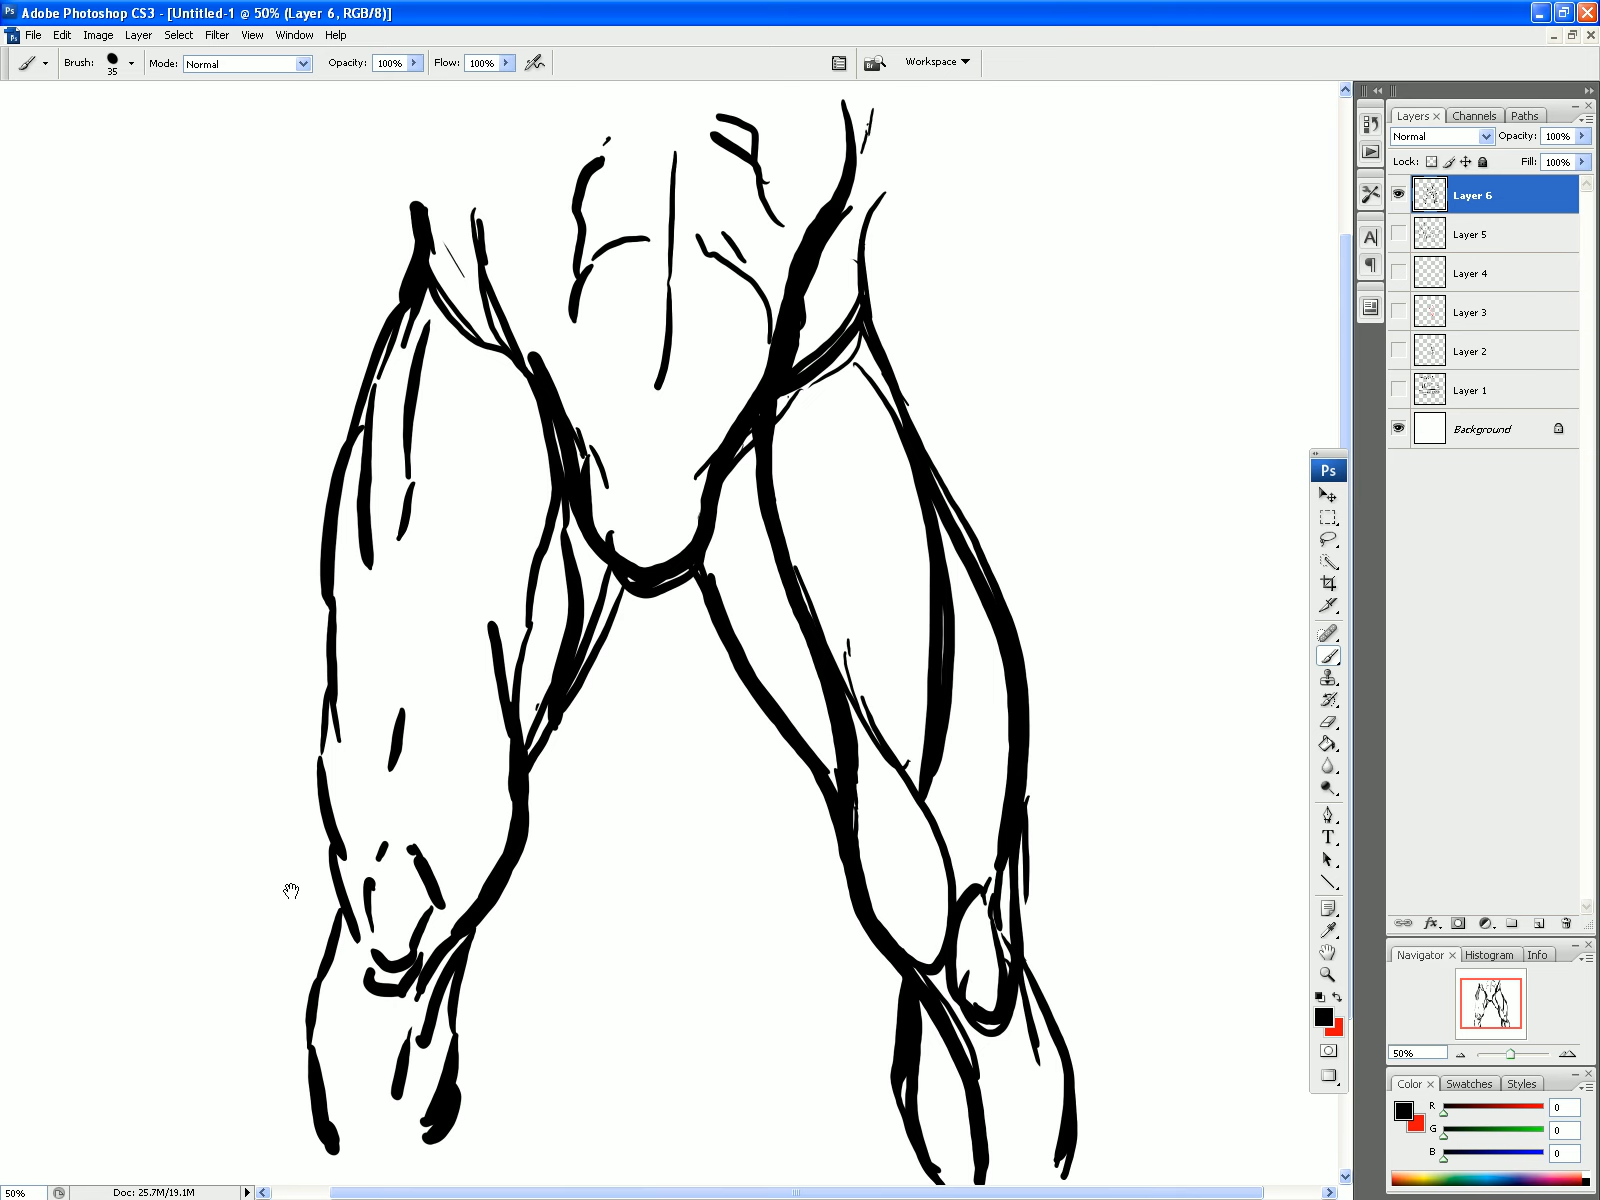 Adobe Photoshop CS3 - [Untitled-1 @ 50% (Layer 6, RGB/8)]
File Edit Image Layer Select Filter View Window Help
Brush: 35 Mode: Normal Opacity: 100% Flow: 100% Workspace
Layers Channels Paths
Normal Opacity: 100%
Lock: Fill: 100%
Layer 6
Layer 5
Layer 4
Layer 3
Layer 2
Layer 1
Background
Ps
T
Navigator Histogram Info
50%
Color Swatches Styles
R 0
G 0
B 0
50% Doc: 25.7M/19.1M